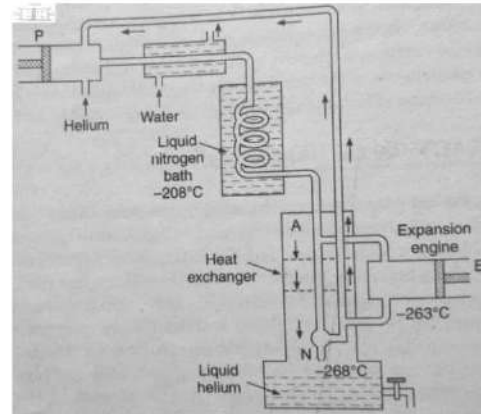 P
Helium
Water
Liquid
nitrogen
bath
–208°C
A
Heat
exchanger
Expansion
engine
E
–263°C
N
–268°C
Liquid
helium